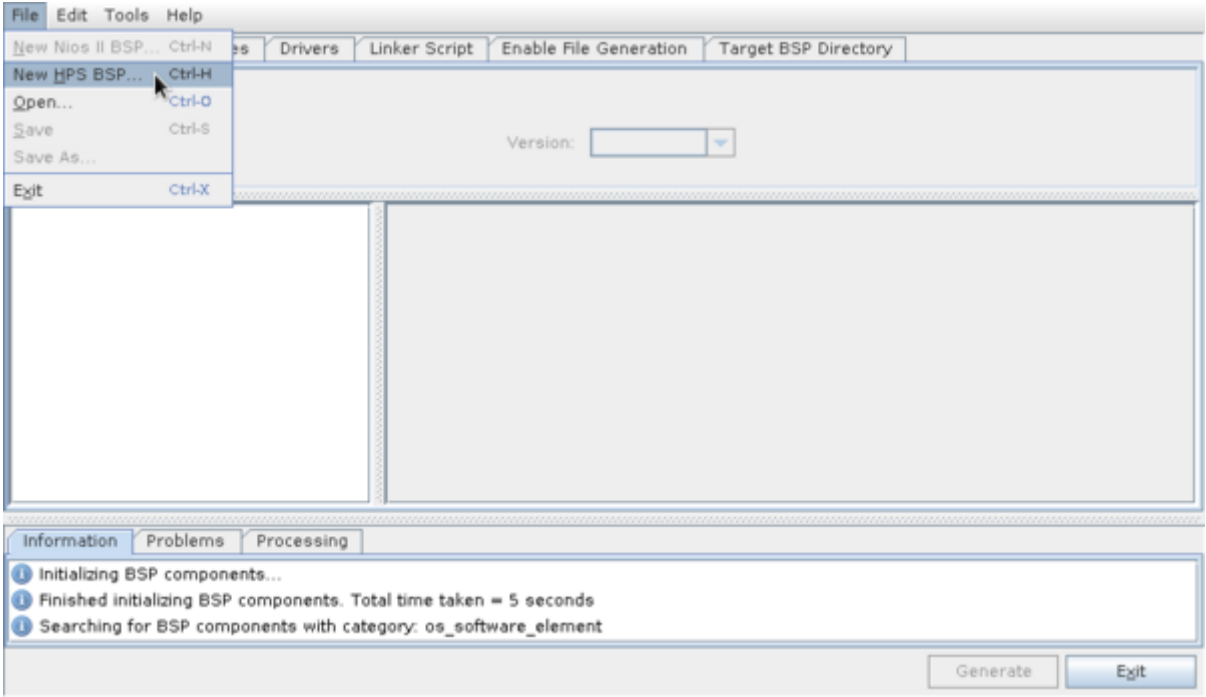 File Edit Tools Help
New Nios II BSP... Ctrl-N
es Drivers Linker Script Enable File Generation Target BSP Directory
New HPS BSP... Ctrl-H
Open... Ctrl-O
Save Ctrl-S
Save As...
Exit Ctrl-X
Version:
Information Problems Processing
Initializing BSP components...
Finished initializing BSP components. Total time taken = 5 seconds
Searching for BSP components with category: os_software_element
Generate Exit